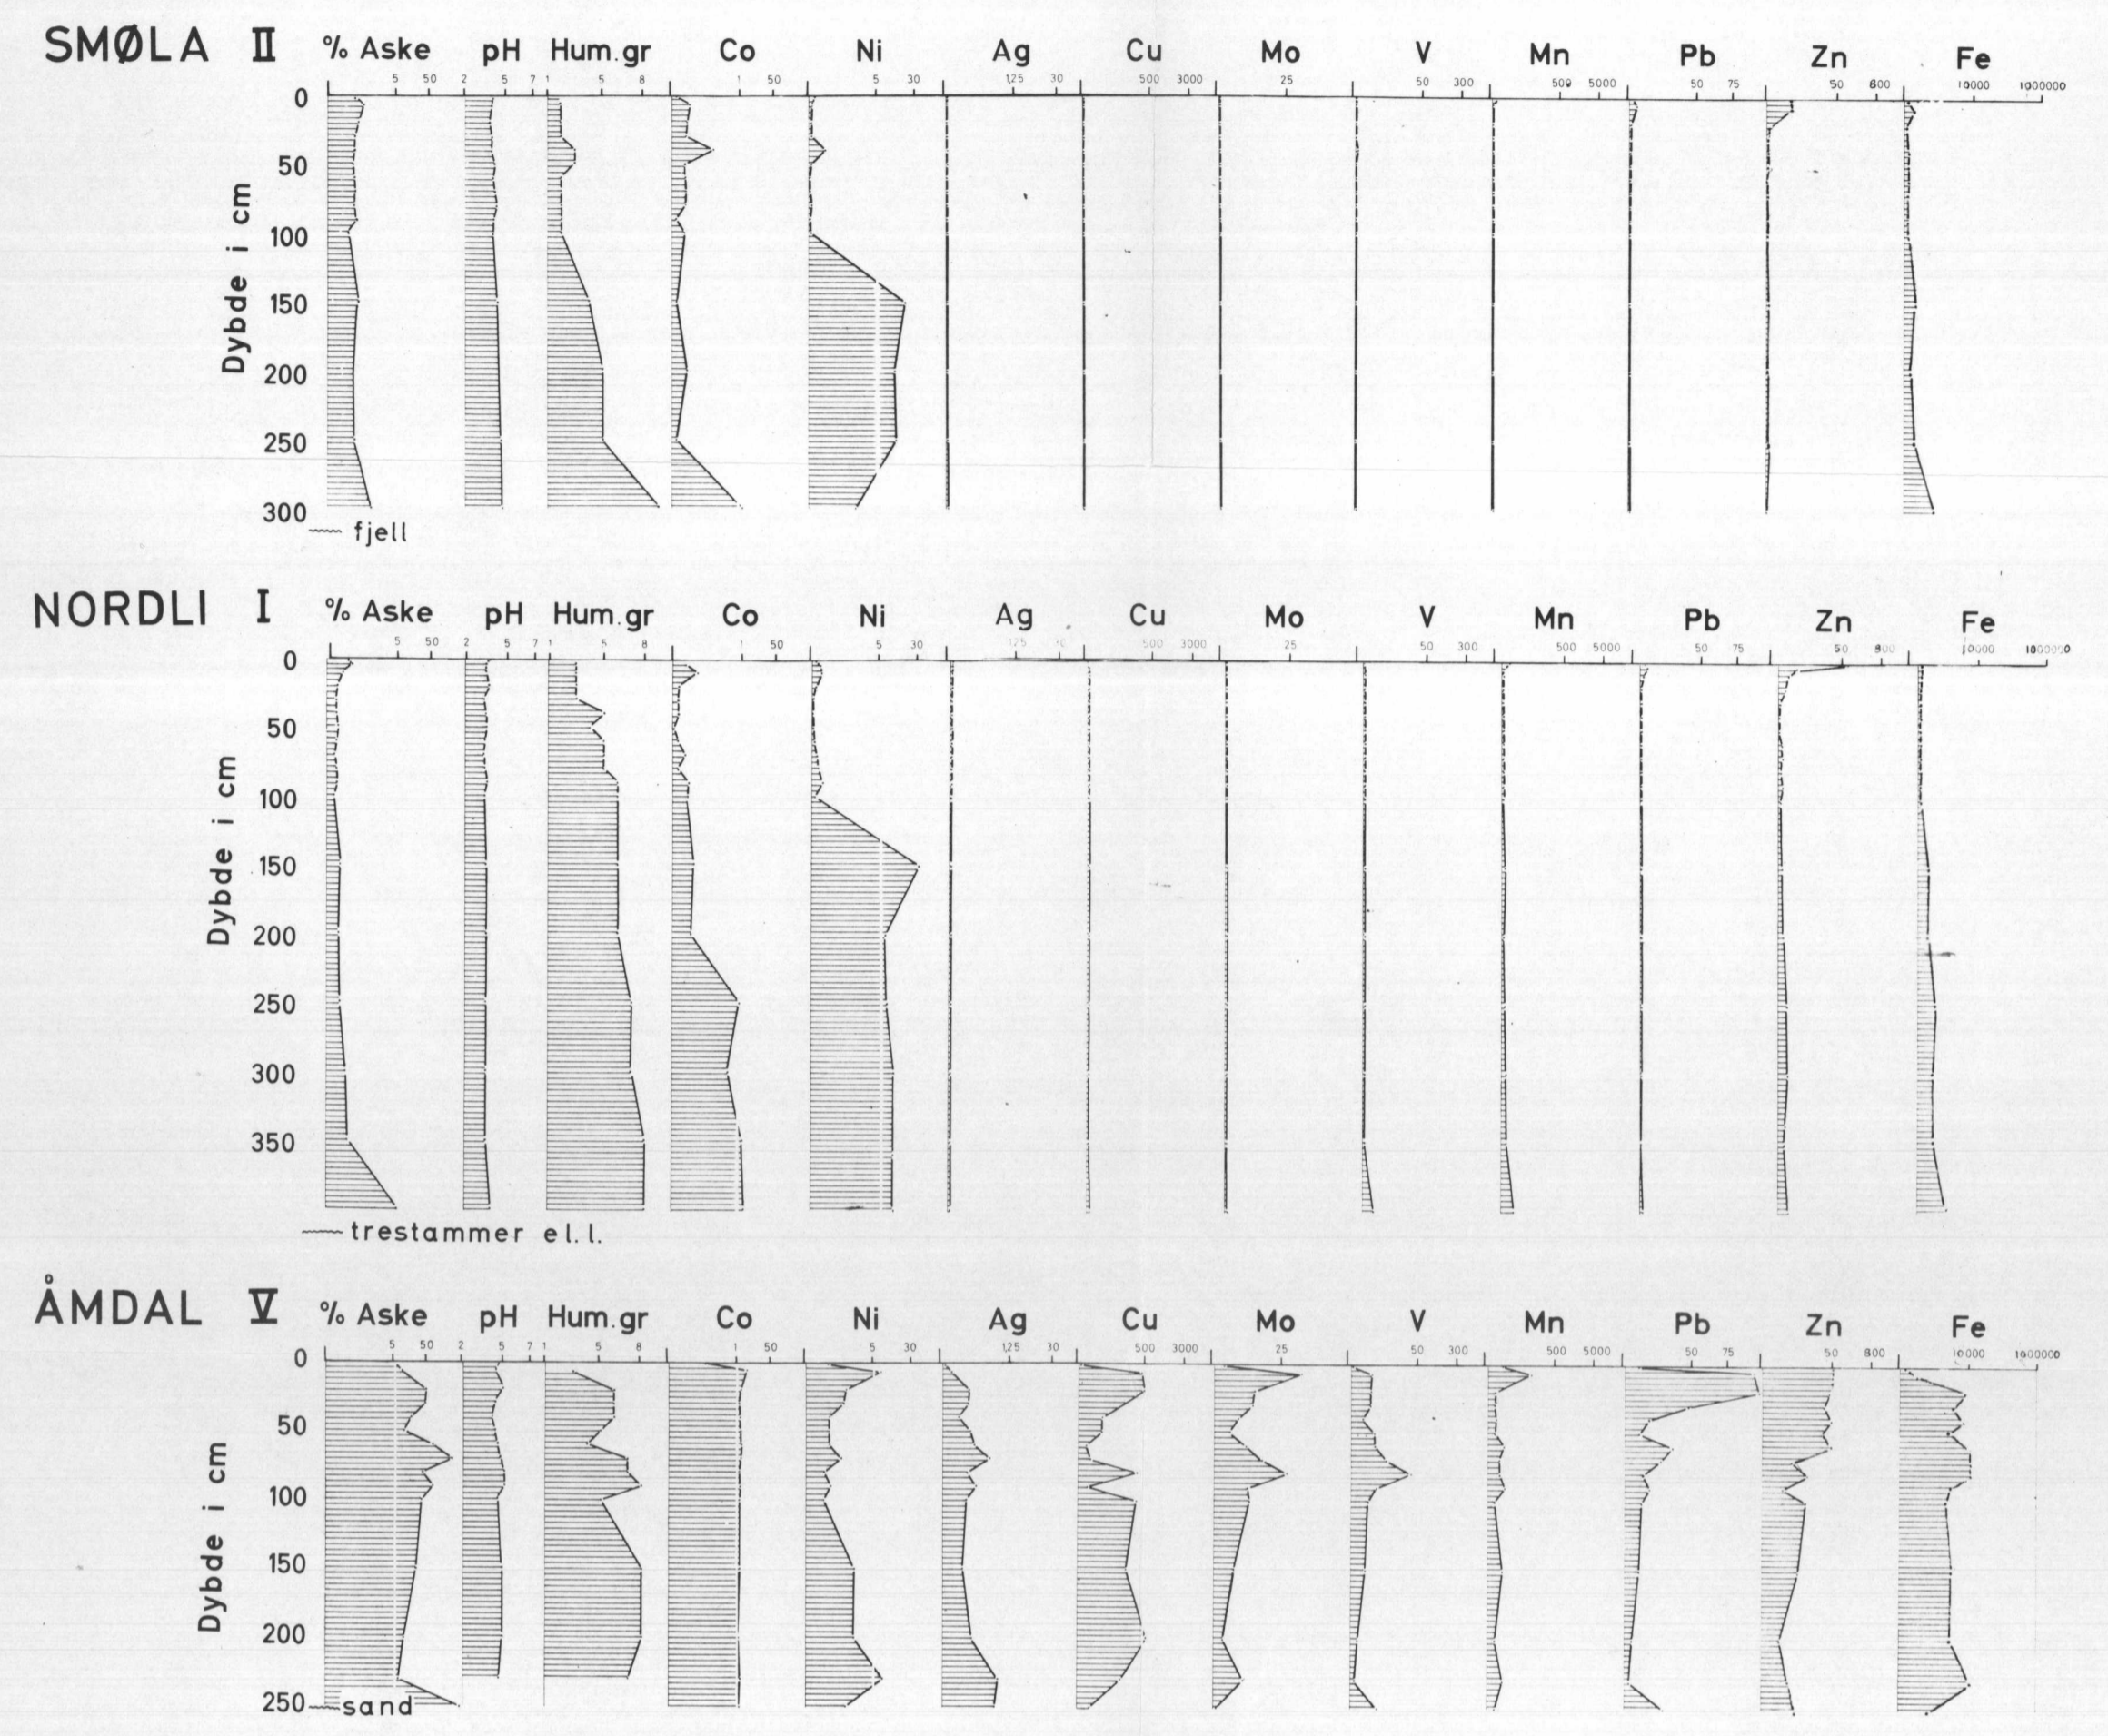 SMØLA II % Aske pH Hum.gr Co Ni Ag Cu Mo V Mn Pb Zn Fe
5 50 2 5 7 1 5 8 1 50 5 30 1,25 30 500 3000 25 50 300 500 5000 50 75 50 800 10000 1000000
0
50
100
150
200
250
300
Dybde i cm
fjell
NORDLI I % Aske pH Hum.gr Co Ni Ag Cu Mo V Mn Pb Zn Fe
5 50 2 5 7 1 5 8 1 50 5 30 1,25 30 500 3000 25 50 300 500 5000 50 75 50 800 10000 1000000
0
50
100
150
200
250
300
350
Dybde i cm
trestammer el.l.
ÅMDAL V % Aske pH Hum.gr Co Ni Ag Cu Mo V Mn Pb Zn Fe
5 50 2 5 7 1 5 8 1 50 5 30 1,25 30 500 3000 25 50 300 500 5000 50 75 50 800 10000 1000000
0
50
100
150
200
250
Dybde i cm
sand